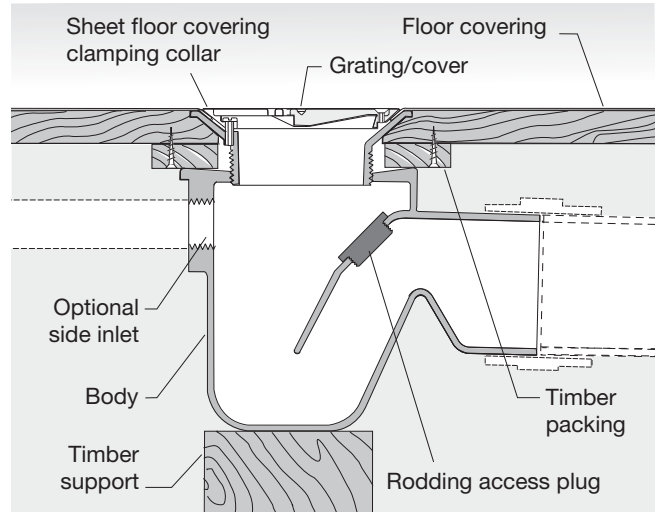 Sheet floor covering
clamping collar
Floor covering
Grating/cover
Optional
side inlet
Body
Timber
packing
Timber
support
Rodding access plug